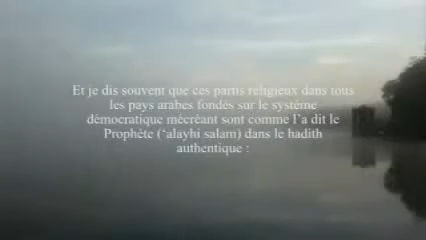 Et je dis souvent que ces partis religieux dans tous
les pays arabes fondés sur le système
démocratique mécréant sont comme l'a dit le
Prophète ('alayhi salam) dans le hadith
authentique :